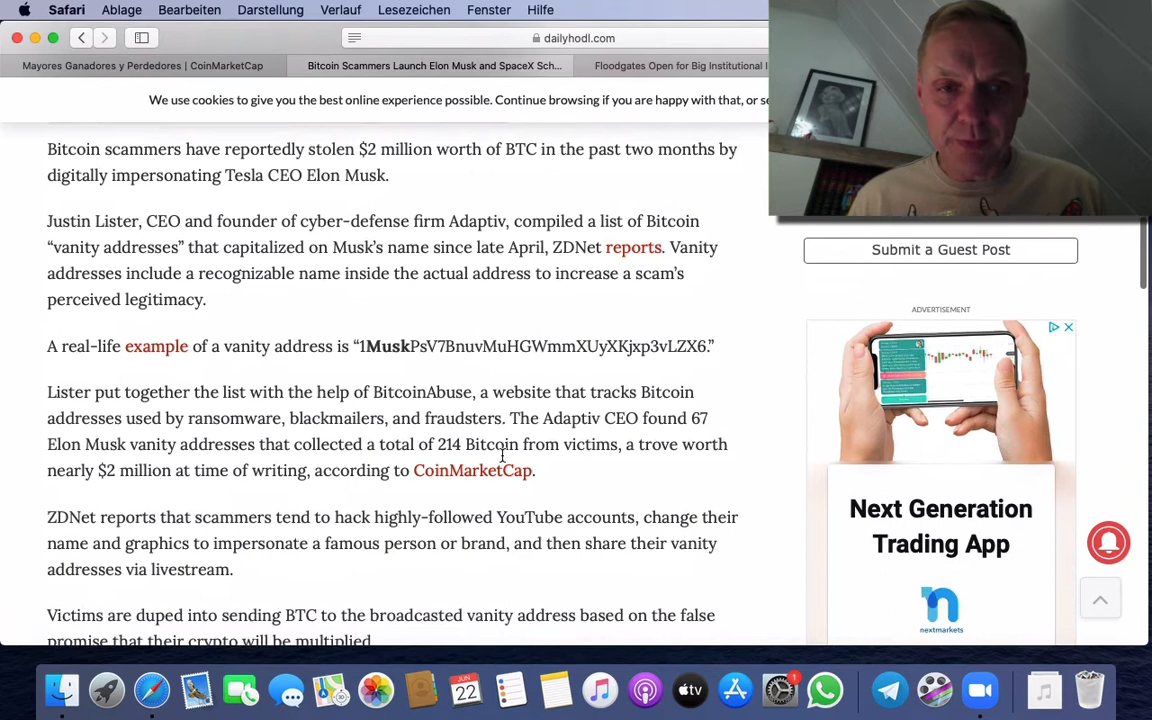 Safari Ablage Bearbeiten Darstellung Verlauf Lesezeichen Fenster Hilfe
dailyhodl.com
Mayores Ganadores y Perdedores | CoinMarketCap
Bitcoin Scammers Launch Elon Musk and SpaceX Sch...
Floodgates Open for Big Institutional I
We use cookies to give you the best online experience possible. Continue browsing if you are happy with that, or se
Bitcoin scammers have reportedly stolen $2 million worth of BTC in the past two months by
digitally impersonating Tesla CEO Elon Musk.
Justin Lister, CEO and founder of cyber-defense firm Adaptiv, compiled a list of Bitcoin
“vanity addresses” that capitalized on Musk’s name since late April, ZDNet reports. Vanity
addresses include a recognizable name inside the actual address to increase a scam’s
perceived legitimacy.
A real-life example of a vanity address is “1MuskPsV7BnuvMuHGWmmXUyXKjxp3vLZX6.”
Lister put together the list with the help of BitcoinAbuse, a website that tracks Bitcoin
addresses used by ransomware, blackmailers, and fraudsters. The Adaptiv CEO found 67
Elon Musk vanity addresses that collected a total of 214 Bitcoin from victims, a trove worth
nearly $2 million at time of writing, according to CoinMarketCap.
ZDNet reports that scammers tend to hack highly-followed YouTube accounts, change their
name and graphics to impersonate a famous person or brand, and then share their vanity
addresses via livestream.
Victims are duped into sending BTC to the broadcasted vanity address based on the false
promise that their crypto will be multiplied
Submit a Guest Post
ADVERTISEMENT
Next Generation
Trading App
nextmarkets
JUN
22
tv
1